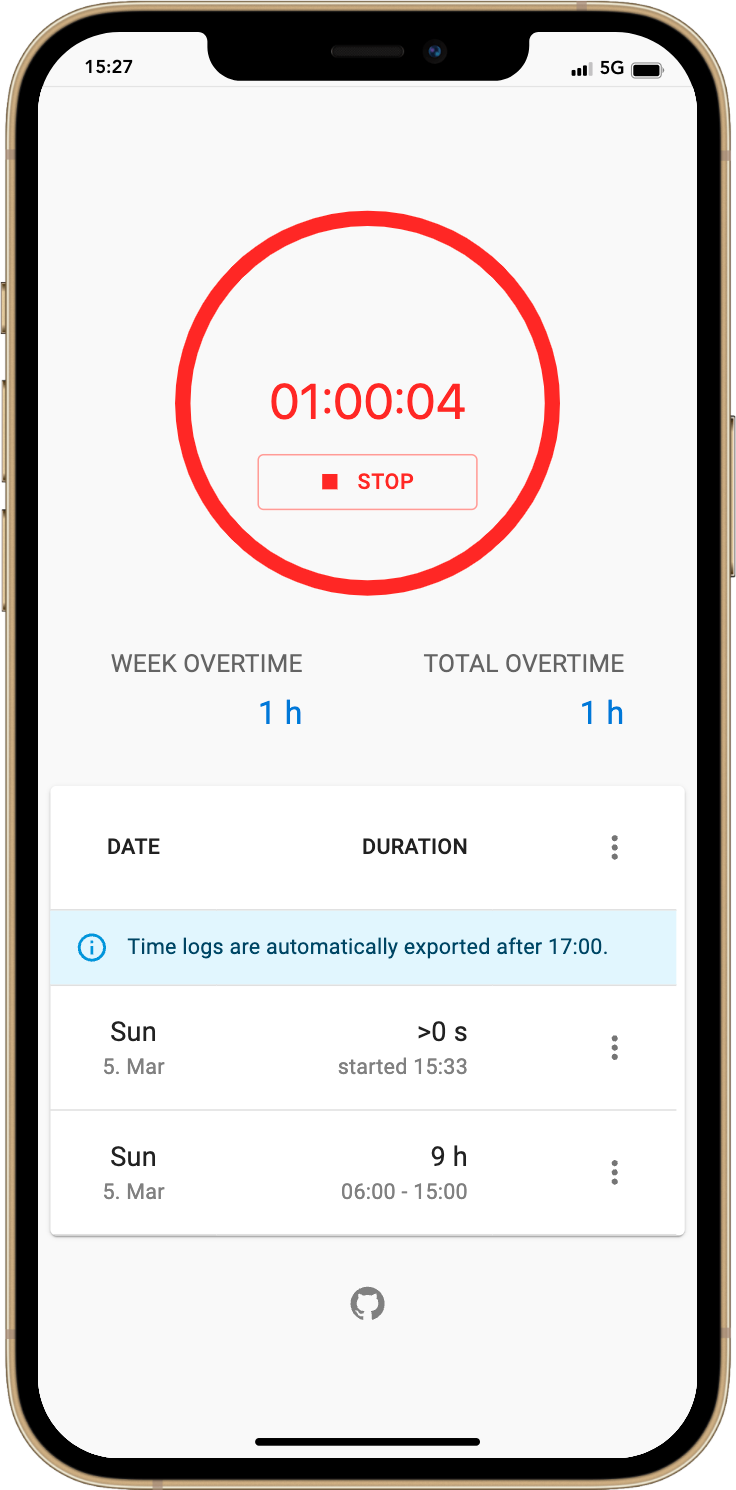 15:27 5G
01:00:04
STOP
WEEK OVERTIME TOTAL OVERTIME
1 h 1 h
DATE DURATION
Time logs are automatically exported after 17:00.
Sun >0 s
5. Mar started 15:33
Sun 9 h
5. Mar 06:00 - 15:00